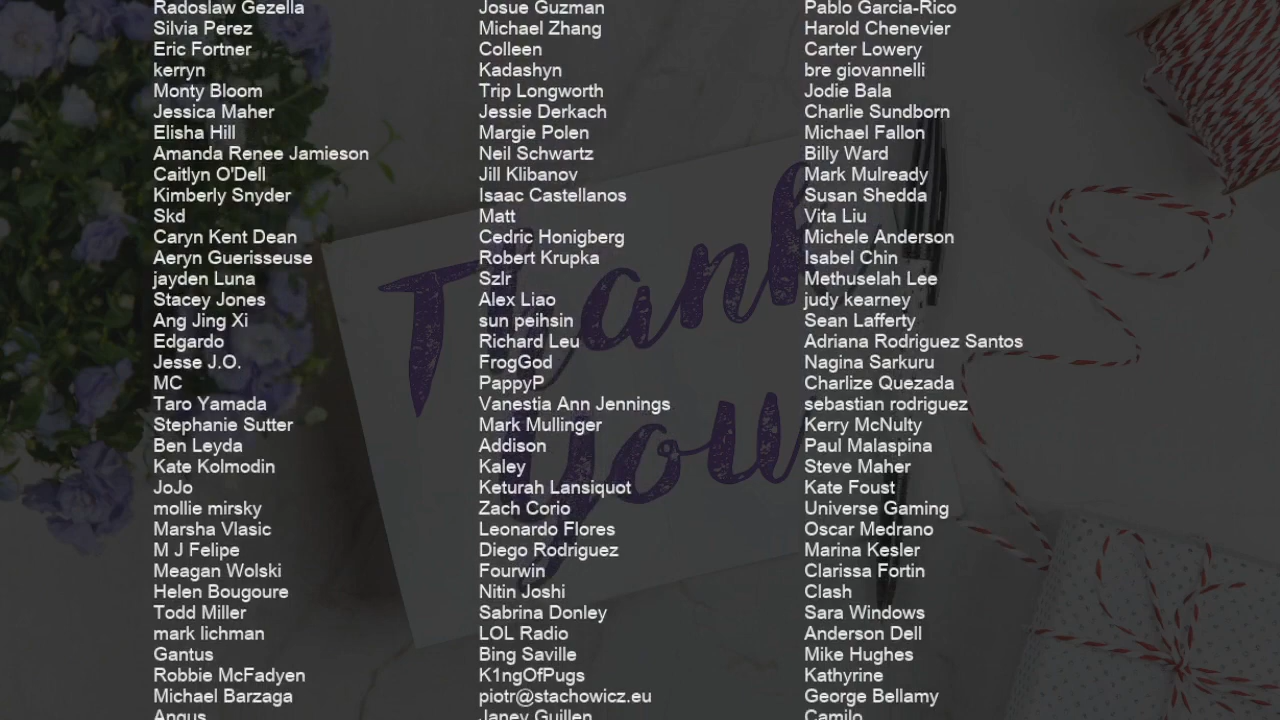 Radoslaw Gezella
Silvia Perez
Eric Fortner
kerryn
Monty Bloom
Jessica Maher
Elisha Hill
Amanda Renee Jamieson
Caitlyn O'Dell
Kimberly Snyder
Skd
Caryn Kent Dean
Aeryn Guerisseuse
jayden Luna
Stacey Jones
Ang Jing Xi
Edgardo
Jesse J.O.
MC
Taro Yamada
Stephanie Sutter
Ben Leyda
Kate Kolmodin
JoJo
mollie mirsky
Marsha Vlasic
M J Felipe
Meagan Wolski
Helen Bougoure
Todd Miller
mark lichman
Gantus
Robbie McFadyen
Michael Barzaga
Angus
Josue Guzman
Michael Zhang
Colleen
Kadashyn
Trip Longworth
Jessie Derkach
Margie Polen
Neil Schwartz
Jill Klibanov
Isaac Castellanos
Matt
Cedric Honigberg
Robert Krupka
Szlr
Alex Liao
sun peihsin
Richard Leu
FrogGod
PappyP
Vanestia Ann Jennings
Mark Mullinger
Addison
Kaley
Keturah Lansiquot
Zach Corio
Leonardo Flores
Diego Rodriguez
Fourwin
Nitin Joshi
Sabrina Donley
LOL Radio
Bing Saville
K1ngOfPugs
piotr@stachowicz.eu
Janey Guillen
Pablo Garcia-Rico
Harold Chenevier
Carter Lowery
bre giovannelli
Jodie Bala
Charlie Sundborn
Michael Fallon
Billy Ward
Mark Mulready
Susan Shedda
Vita Liu
Michele Anderson
Isabel Chin
Methuselah Lee
judy kearney
Sean Lafferty
Adriana Rodriguez Santos
Nagina Sarkuru
Charlize Quezada
sebastian rodriguez
Kerry McNulty
Paul Malaspina
Steve Maher
Kate Foust
Universe Gaming
Oscar Medrano
Marina Kesler
Clarissa Fortin
Clash
Sara Windows
Anderson Dell
Mike Hughes
Kathyrine
George Bellamy
Camilo
Thank
you